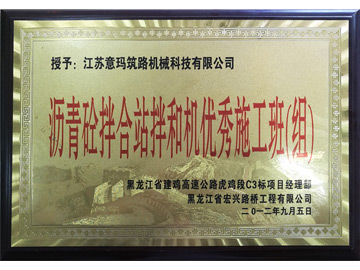 授予：江苏意玛筑路机械科技有限公司
沥青砼拌合站拌和机优秀施工班(组)
黑龙江省建鸡高速公路虎鸡段C3标项目经理部
黑龙江省宏兴路桥工程有限公司
二０一二年九月五日